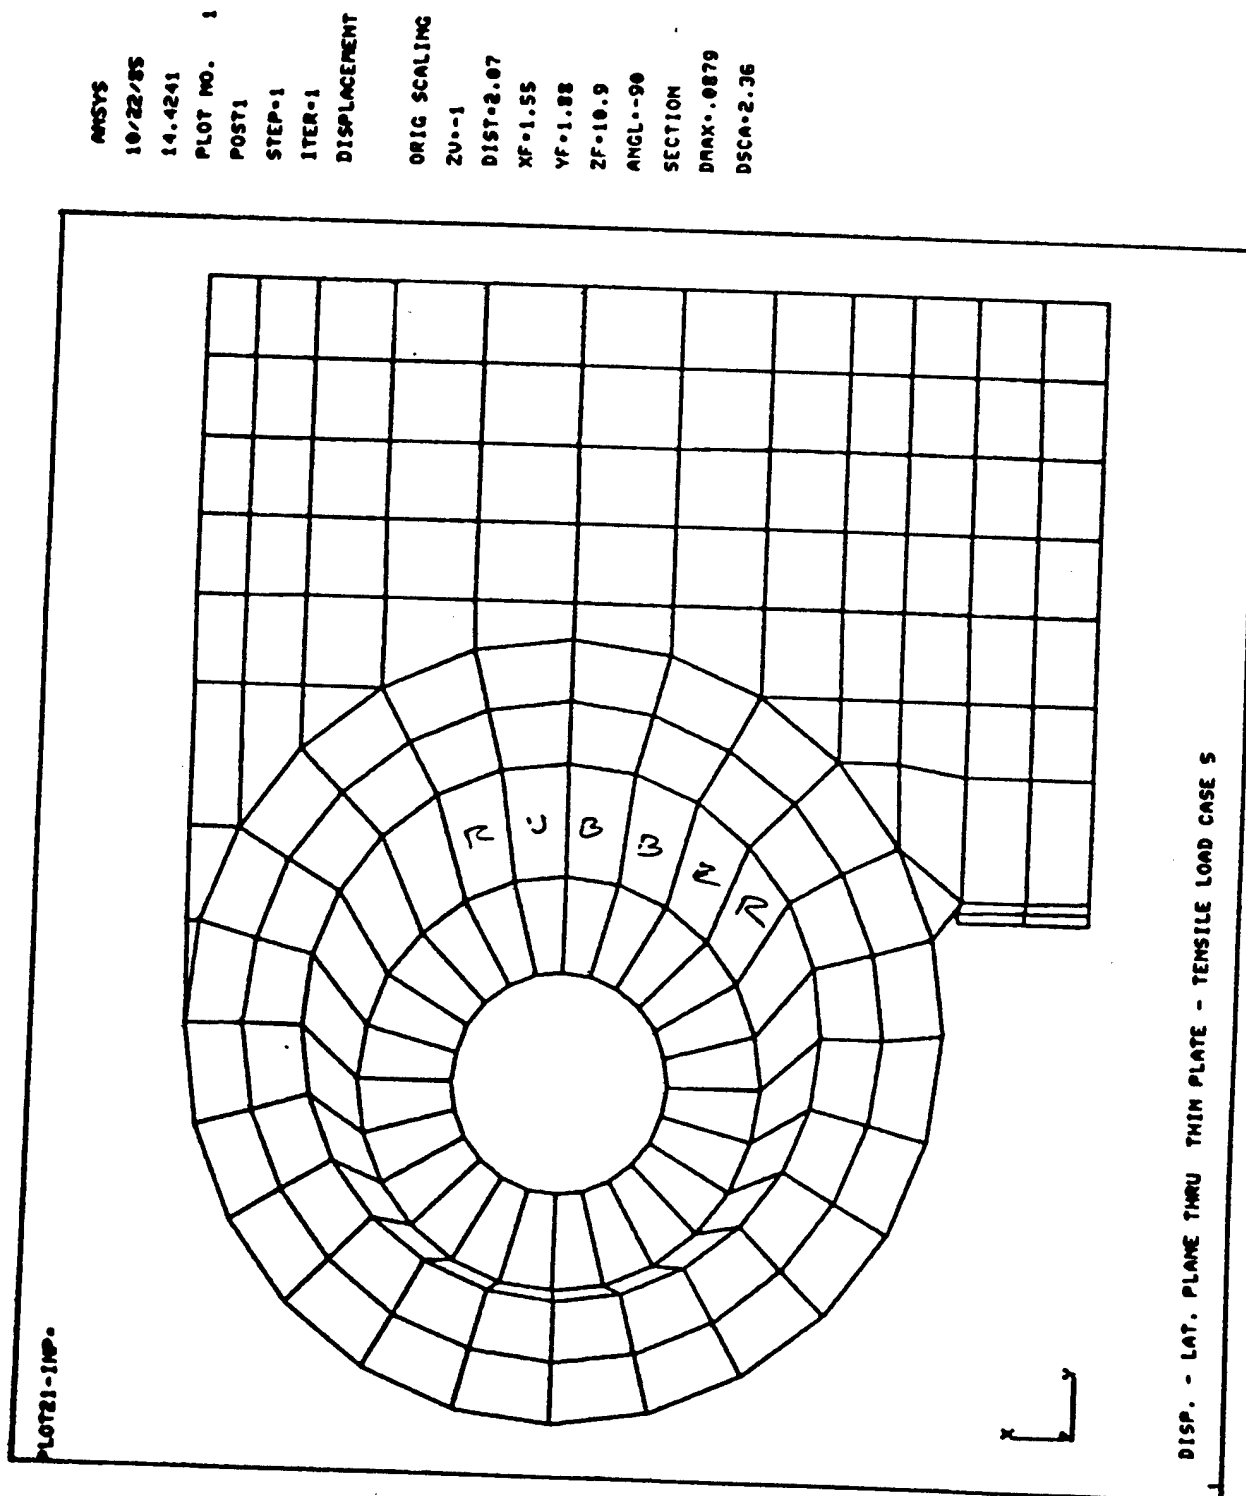 ANSYS
10/22/85
14.4241
PLOT NO. 1
POST1
STEP=1
ITER=1
DISPLACEMENT
ORIG SCALING
ZV=-1
DIST=2.07
XF=1.55
YF=1.88
ZF=10.9
ANGL=-90
SECTION
DMAX=.0879
DSCA=2.36
PLOT21-INP=
R U B B E R
X
Y
DISP. - LAT. PLANE THRU THIN PLATE - TENSILE LOAD CASE 5